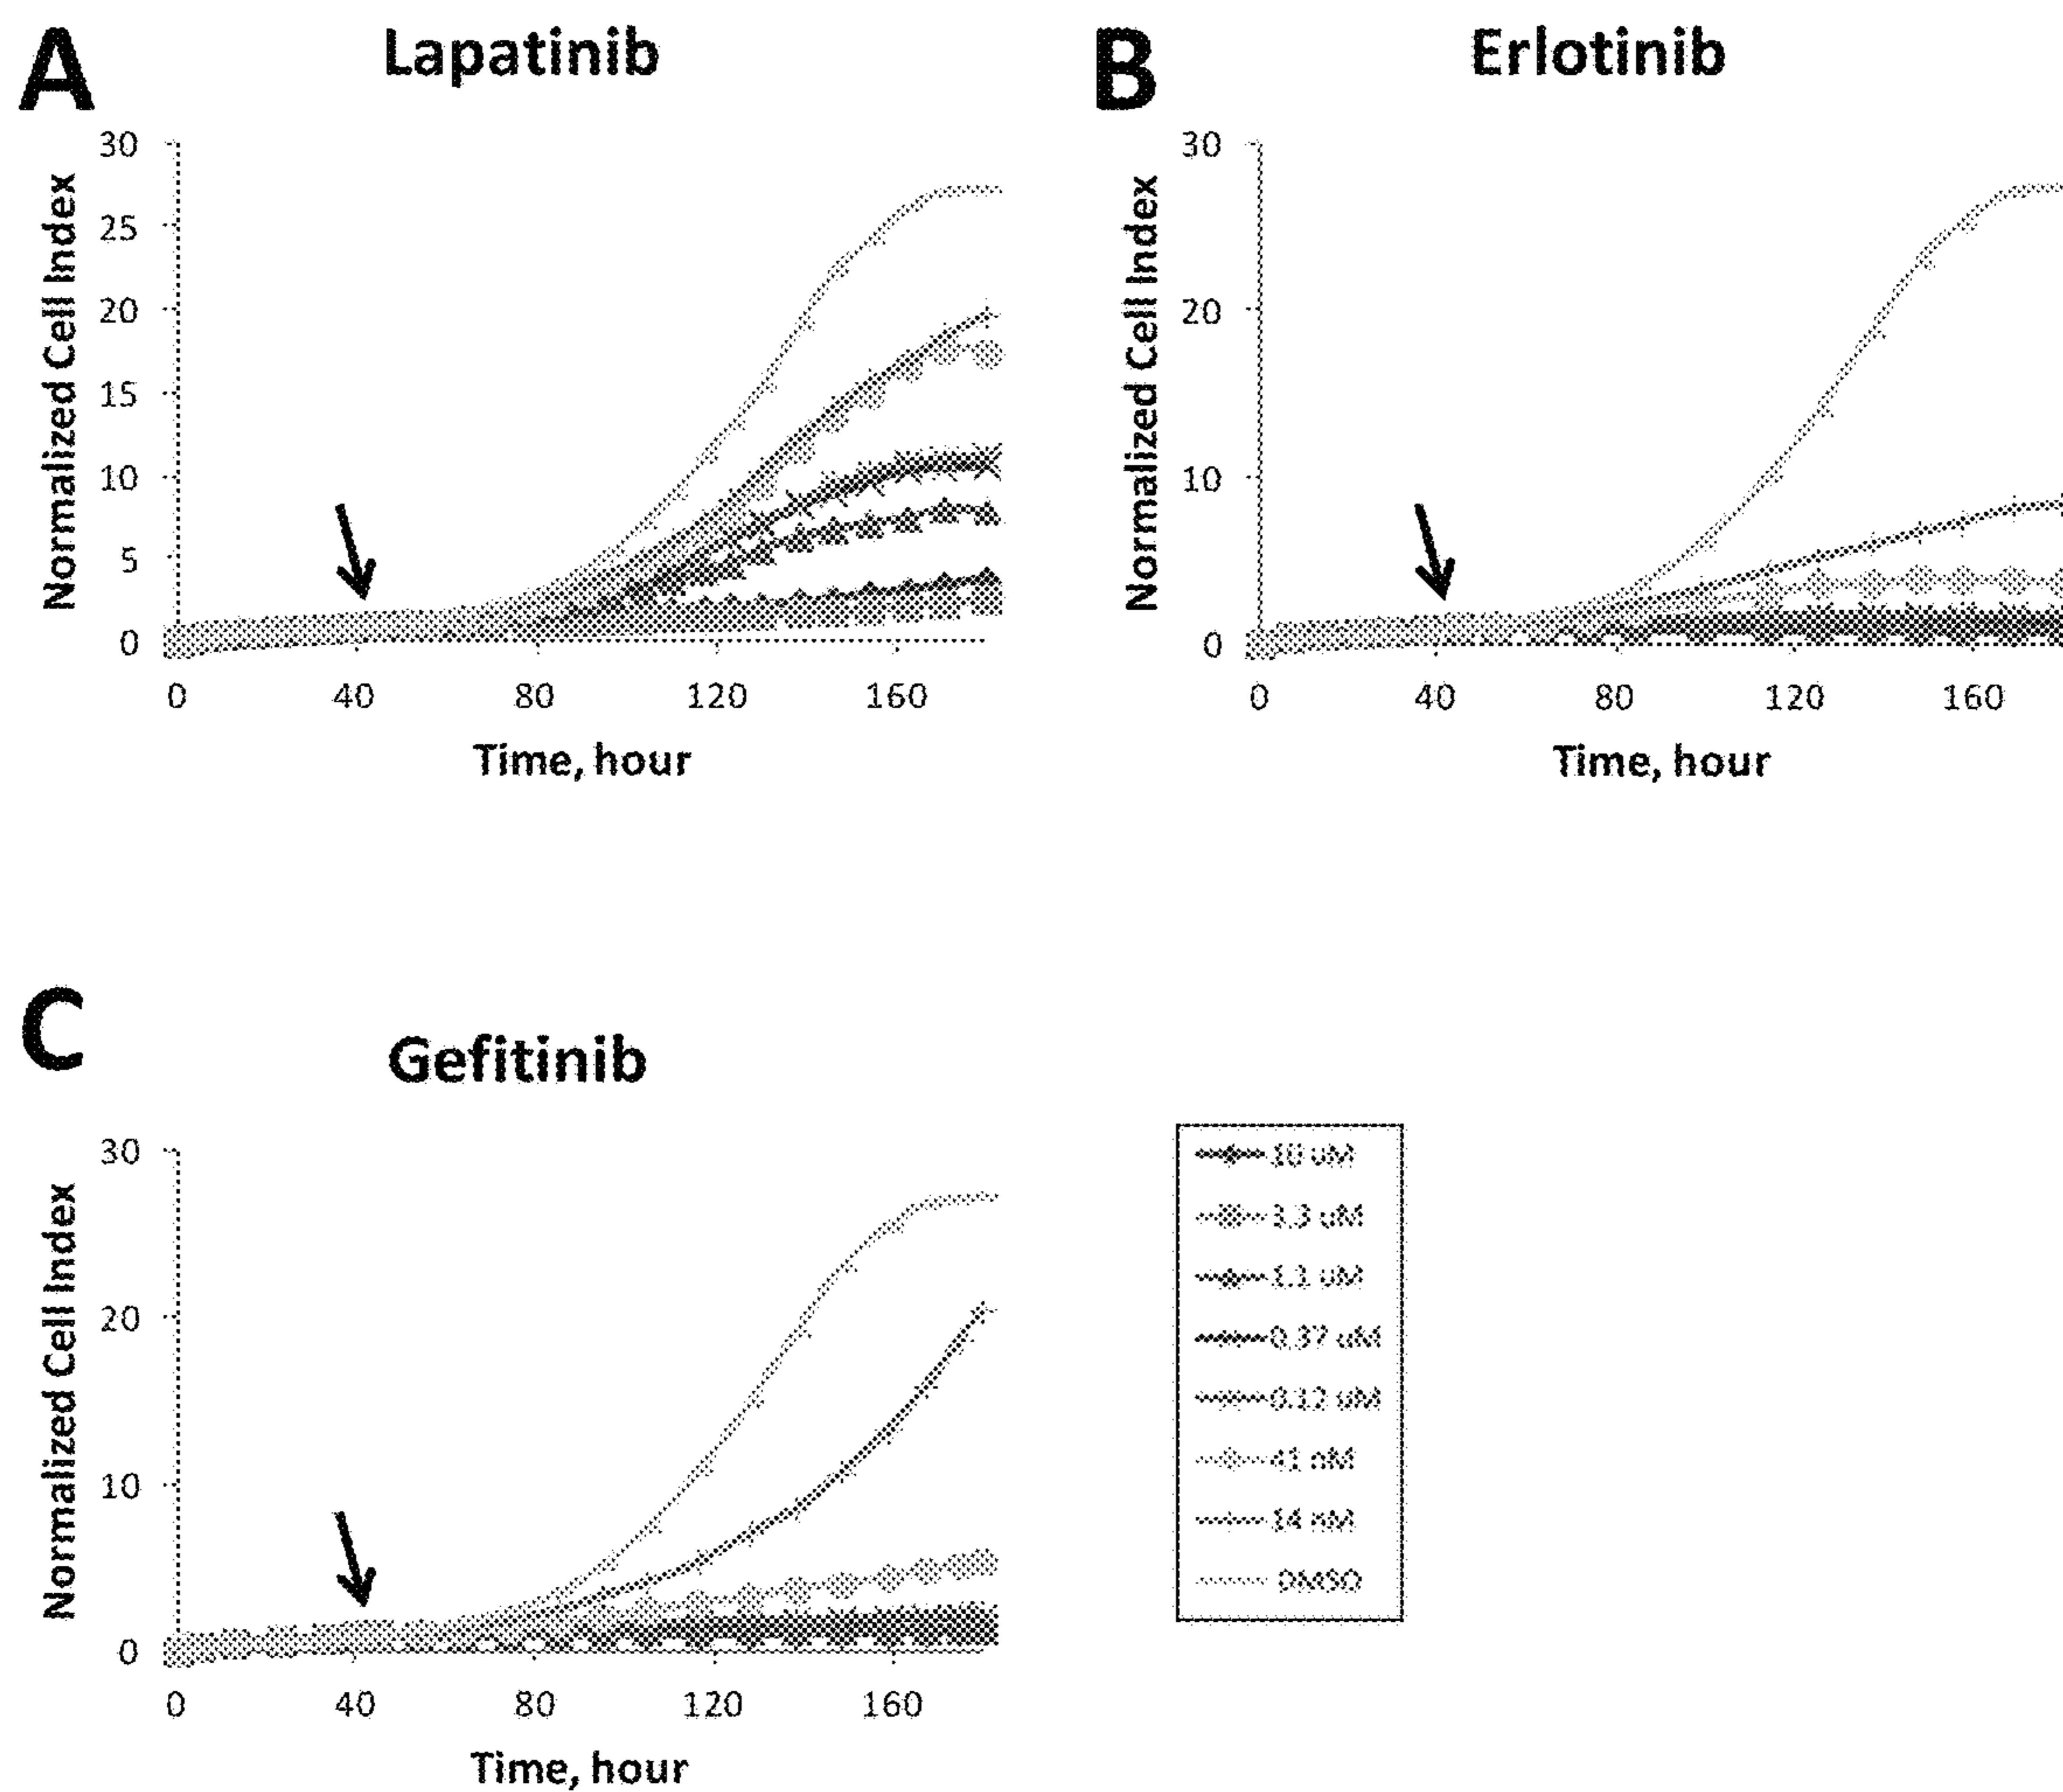 A
Lapatinib
Normalized Cell Index
30
25
20
15
10
5
0
0 40 80 120 160
Time, hour
B
Erlotinib
Normalized Cell Index
30
20
10
0
0 40 80 120 160
Time, hour
C
Gefitinib
Normalized Cell Index
30
20
10
0
0 40 80 120 160
Time, hour
10 uM
3.3 uM
1.1 uM
0.37 uM
0.12 uM
41 nM
14 nM
DMSO